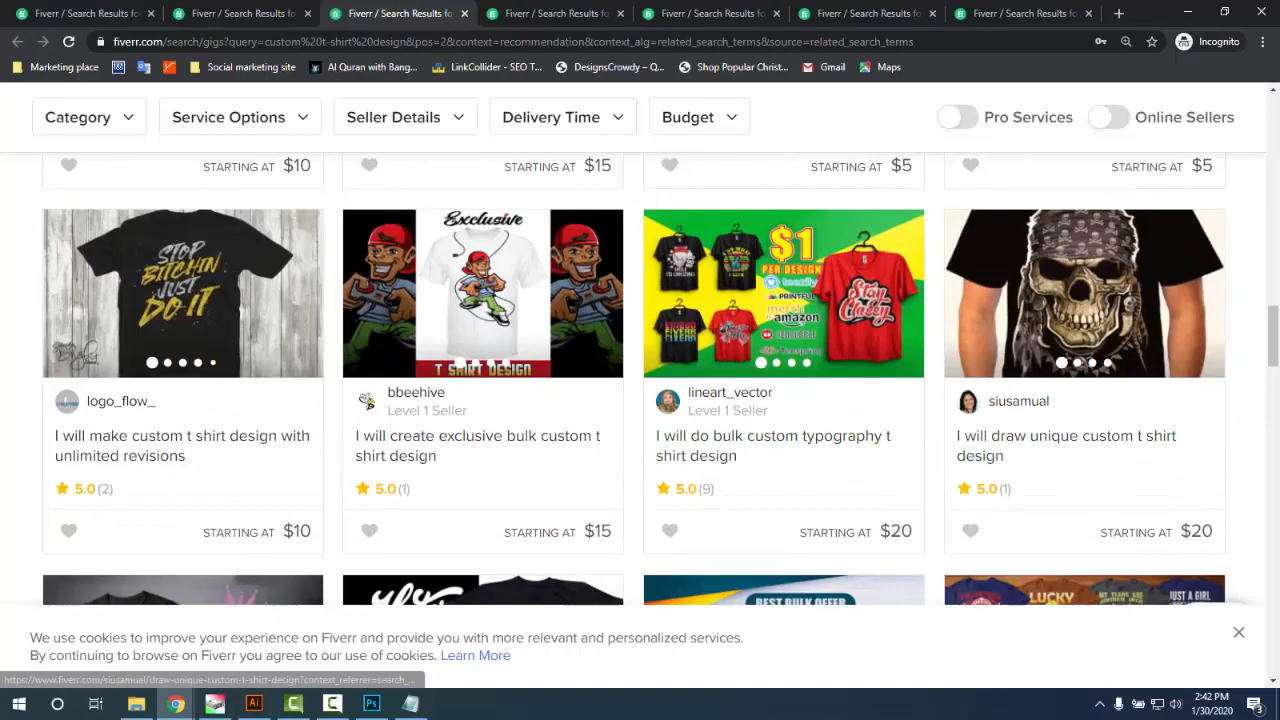 Fiverr / Search Results fo
Fiverr / Search Results fo
Fiverr / Search Results fo
Fiverr / Search Results fo
Fiverr / Search Results fo
Fiverr / Search Results fo
Fiverr / Search Results fo
fiverr.com/search/gigs?query=custom%20t-shirt%20design&pos=2&context=recommendation&context_alg=related_search_terms&source=related_search_terms
Incognito
Marketing place
Social marketing site
Al Quran with Bang...
LinkCollider - SEO T...
DesignsCrowdy – Q...
Shop Popular Christ...
Gmail
Maps
Category
Service Options
Seller Details
Delivery Time
Budget
Pro Services
Online Sellers
STARTING AT $10
STARTING AT $15
STARTING AT $5
STARTING AT $5
STOP
BITCHIN
JUST
DO IT
Exclusive
T SHIRT DESIGN
$1
PER DESIGN
teezily
PRINTFUL
merch
amazon
REDBUBBLE
Teespring
Stay
Classy
logo_flow_
I will make custom t shirt design with
unlimited revisions
5.0 (2)
STARTING AT $10
bbeehive
Level 1 Seller
I will create exclusive bulk custom t
shirt design
5.0 (1)
STARTING AT $15
lineart_vector
Level 1 Seller
I will do bulk custom typography t
shirt design
5.0 (9)
STARTING AT $20
siusamual
I will draw unique custom t shirt
design
5.0 (1)
STARTING AT $20
BEST BULK OFFER
LUCKY
JUST A GIRL
We use cookies to improve your experience on Fiverr and provide you with more relevant and personalized services.
By continuing to browse on Fiverr you agree to our use of cookies. Learn More
https://www.fiverr.com/siusamual/draw-unique-custom-t-shirt-design?context_referrer=search_...
Ai
Ps
2:42 PM
1/30/2020
3